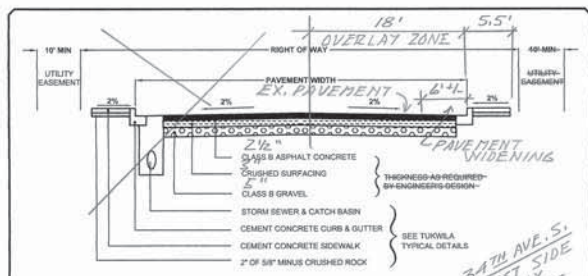 18' 5.5'
10' MIN RIGHT OF WAY 10' MIN
OVERLAY ZONE
UTILITY
EASEMENT
UTILITY
EASEMENT
PAVEMENT WIDTH
EX. PAVEMENT 6'+/-
2% 2% 2% 2%
PAVEMENT
WIDENING
2½"
CLASS B ASPHALT CONCRETE
3"
CRUSHED SURFACING
THICKNESS AS REQUIRED
BY ENGINEER'S DESIGN
CLASS B GRAVEL
STORM SEWER & CATCH BASIN
CEMENT CONCRETE CURB & GUTTER
SEE TUKWILA
TYPICAL DETAILS
CEMENT CONCRETE SIDEWALK
2" OF 5/8" MINUS CRUSHED ROCK
34TH AVE. S.
SIDE